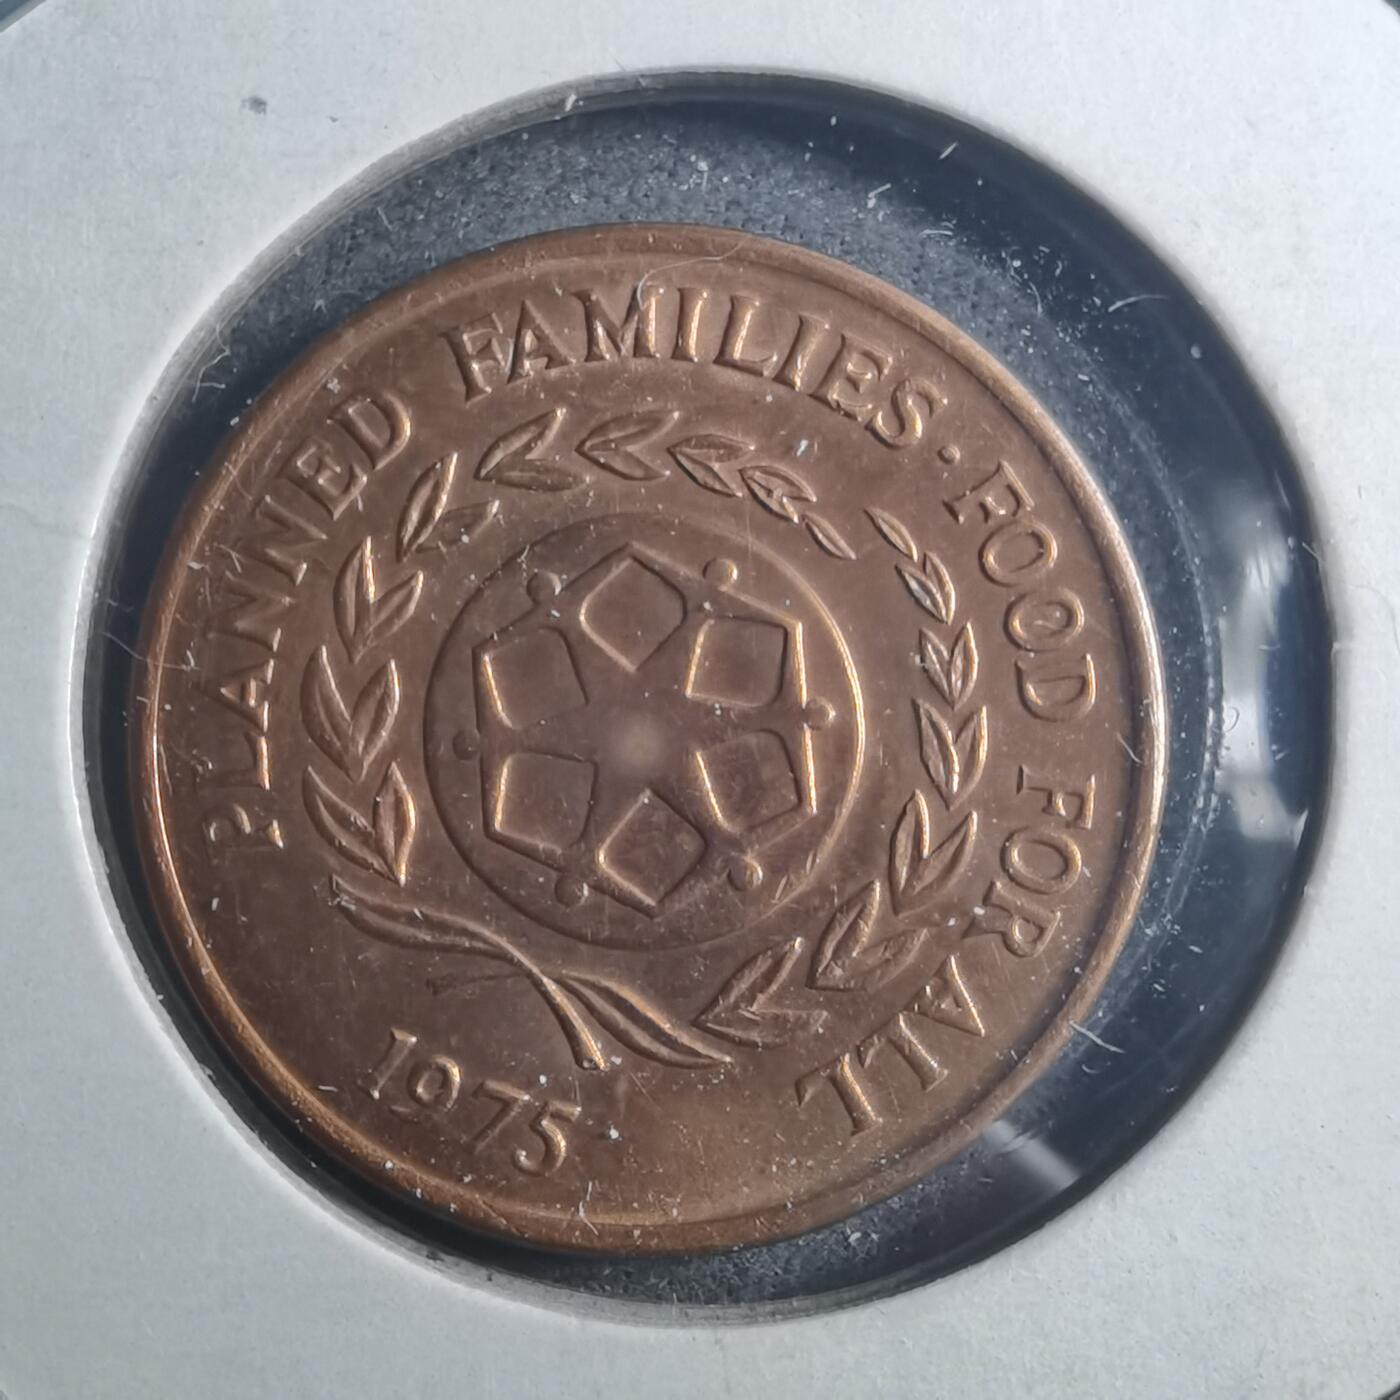 PLANNED FAMILIES · FOOD FOR ALL
1975